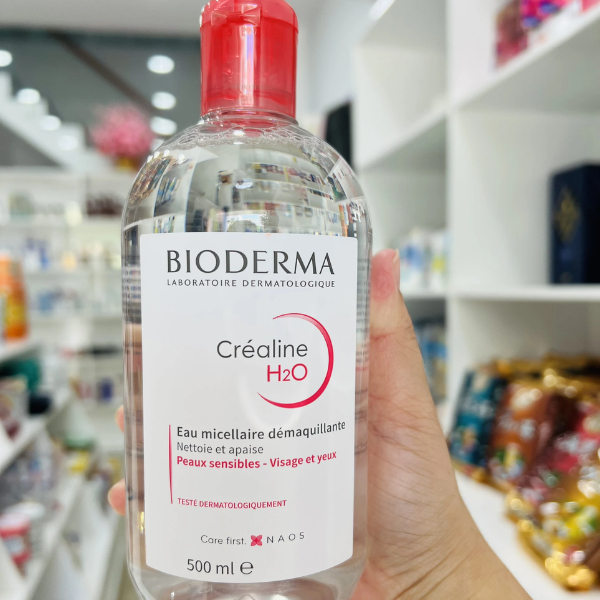 BIODERMA
LABORATOIRE DERMATOLOGIQUE
Créaline
H2O
Eau micellaire démaquillante
Nettoie et apaise
Peaux sensibles - Visage et yeux
TESTÉ DERMATOLOGIQUEMENT
Care first. NAOS
500 ml ℮